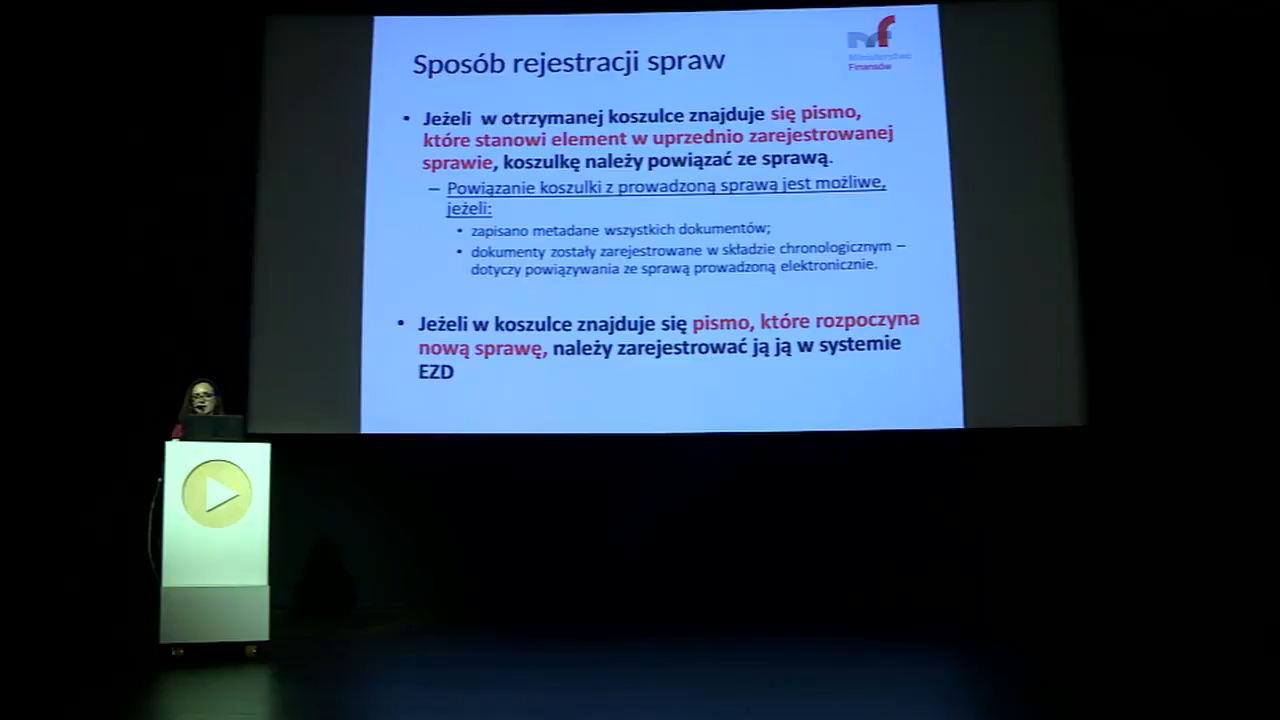 Sposób rejestracji spraw
Ministerstwo
Finansów
• Jeżeli w otrzymanej koszulce znajduje się pismo,
które stanowi element w uprzednio zarejestrowanej
sprawie, koszulkę należy powiązać ze sprawą.
– Powiązanie koszulki z prowadzoną sprawą jest możliwe,
jeżeli:
• zapisano metadane wszystkich dokumentów;
• dokumenty zostały zarejestrowane w składzie chronologicznym –
dotyczy powiązywania ze sprawą prowadzoną elektronicznie.
• Jeżeli w koszulce znajduje się pismo, które rozpoczyna
nową sprawę, należy zarejestrować ją ją w systemie
EZD